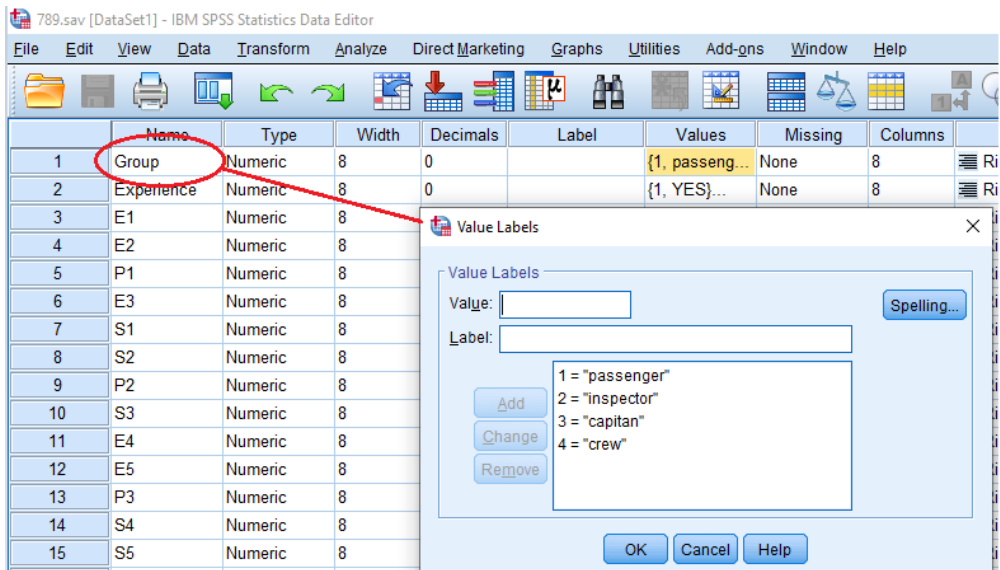 789.sav [DataSet1] - IBM SPSS Statistics Data Editor
File Edit View Data Transform Analyze Direct Marketing Graphs Utilities Add-ons Window Help
Name Type Width Decimals Label Values Missing Columns
1 Group Numeric 8 0 {1, passeng... None 8 Ri
2 Experience Numeric 8 0 {1, YES}... None 8 Ri
3 E1 Numeric 8
4 E2 Numeric 8
5 P1 Numeric 8
6 E3 Numeric 8
7 S1 Numeric 8
8 S2 Numeric 8
9 P2 Numeric 8
10 S3 Numeric 8
11 E4 Numeric 8
12 E5 Numeric 8
13 P3 Numeric 8
14 S4 Numeric 8
15 S5 Numeric 8
Value Labels
Value Labels
Value:
Spelling...
Label:
1 = "passenger"
2 = "inspector"
3 = "capitan"
4 = "crew"
Add
Change
Remove
OK Cancel Help